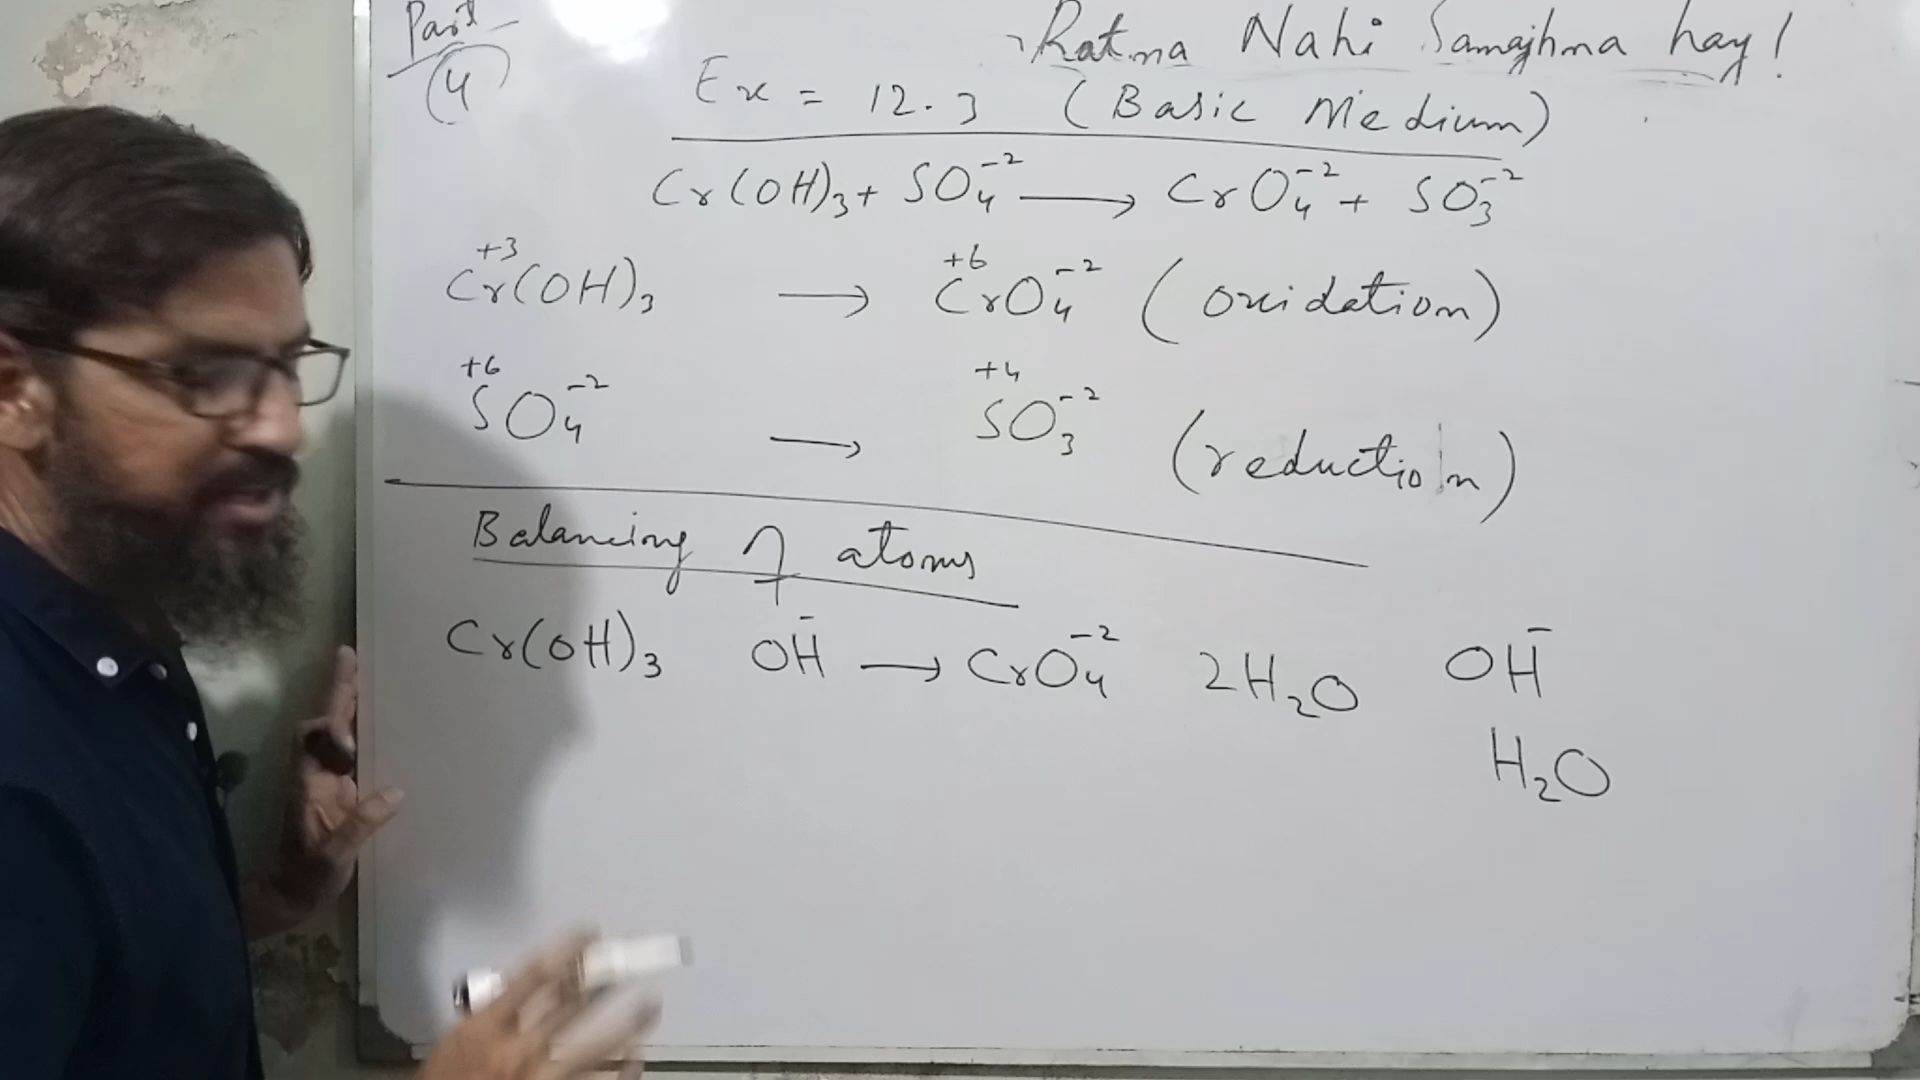 Part
(4)
Ratna Nahi Samajhna hay!
Ex = 12.3 (Basic Medium)
Cr(OH)₃ + SO₄⁻² ⟶ CrO₄⁻² + SO₃⁻²
+3 +6
Cr(OH)₃ ⟶ CrO₄⁻² (oxidation)
+6 +4
SO₄⁻² ⟶ SO₃⁻² (reduction)
Balancing of atoms
Cr(OH)₃ OH⁻ ⟶ CrO₄⁻² 2H₂O OH⁻
H₂O